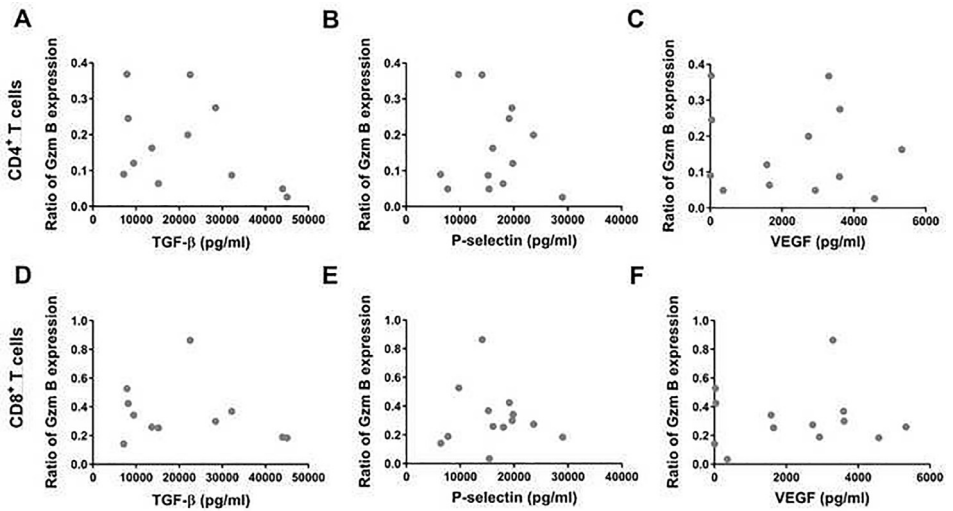 A B C
CD4+ T cells
Ratio of Gzm B expression
0.4
0.3
0.2
0.1
0.0
0 10000 20000 30000 40000 50000
TGF-β (pg/ml)
Ratio of Gzm B expression
0.4
0.3
0.2
0.1
0.0
0 10000 20000 30000 40000
P-selectin (pg/ml)
Ratio of Gzm B expression
0.4
0.3
0.2
0.1
0.0
0 2000 4000 6000
VEGF (pg/ml)
D E F
CD8+ T cells
Ratio of Gzm B expression
1.0
0.8
0.6
0.4
0.2
0.0
0 10000 20000 30000 40000 50000
TGF-β (pg/ml)
Ratio of Gzm B expression
1.0
0.8
0.6
0.4
0.2
0.0
0 10000 20000 30000 40000
P-selectin (pg/ml)
Ratio of Gzm B expression
1.0
0.8
0.6
0.4
0.2
0.0
0 2000 4000 6000
VEGF (pg/ml)